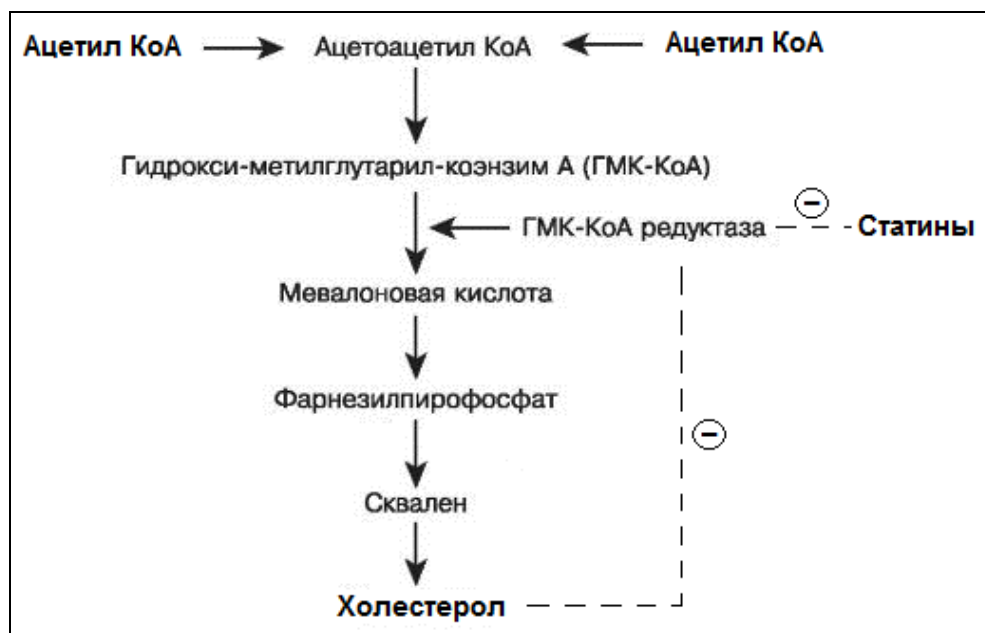 Ацетил КоА
Ацетоацетил КоА
Ацетил КоА
Гидрокси-метилглутарил-коэнзим А (ГМК-КоА)
ГМК-КоА редуктаза
Статины
Мевалоновая кислота
Фарнезилпирофосфат
Сквален
Холестерол